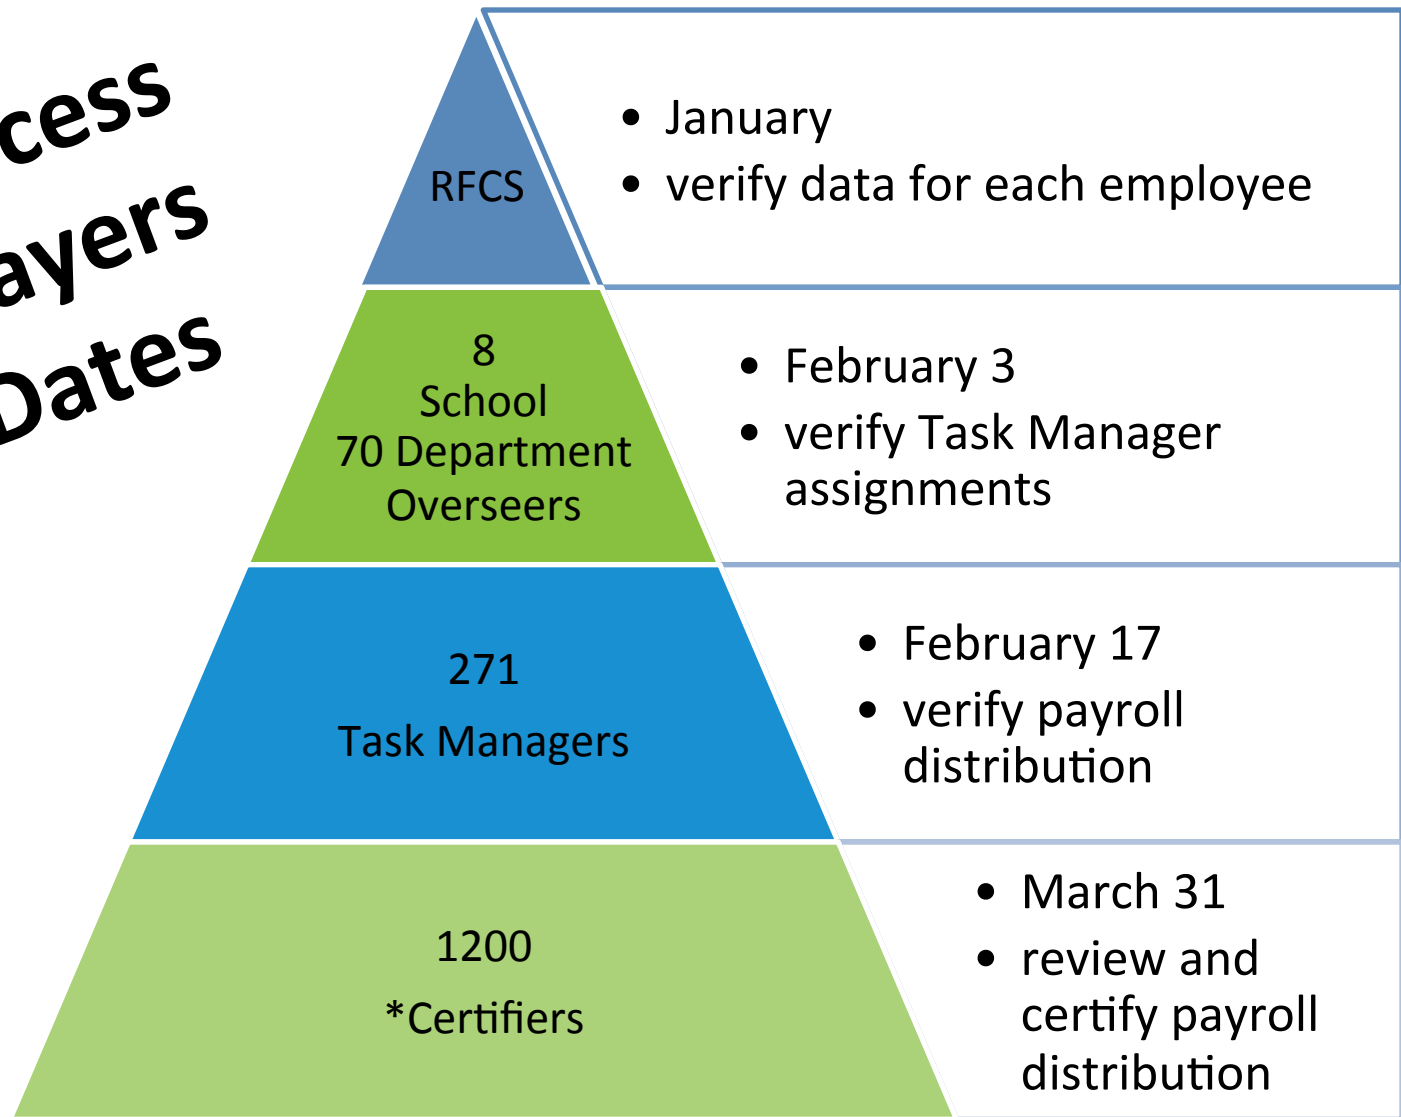 cess
ayers
Dates
RFCS
• January
• verify data for each employee
8
School
70 Department
Overseers
• February 3
• verify Task Manager
assignments
271
Task Managers
• February 17
• verify payroll
distribution
1200
*Certifiers
• March 31
• review and
certify payroll
distribution